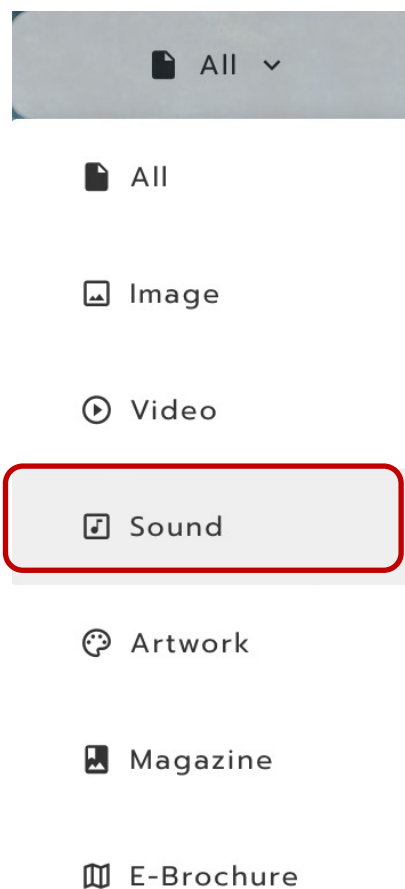 All
All
Image
Video
Sound
Artwork
Magazine
E-Brochure